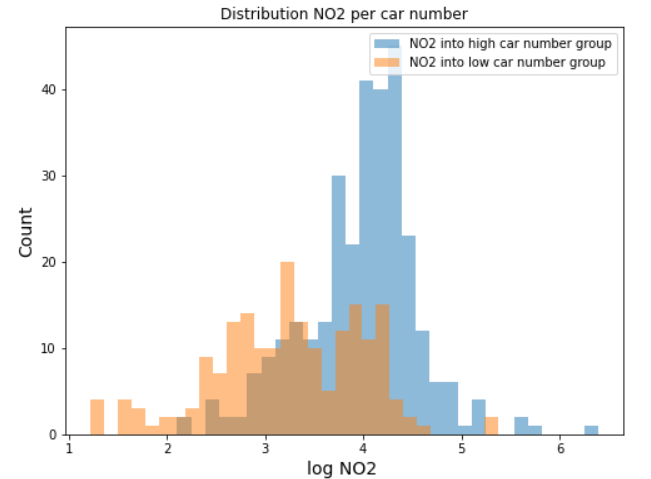 Distribution NO2 per car number
NO2 into high car number group
NO2 into low car number group
40
30
20
10
0
Count
1 2 3 4 5 6
log NO2